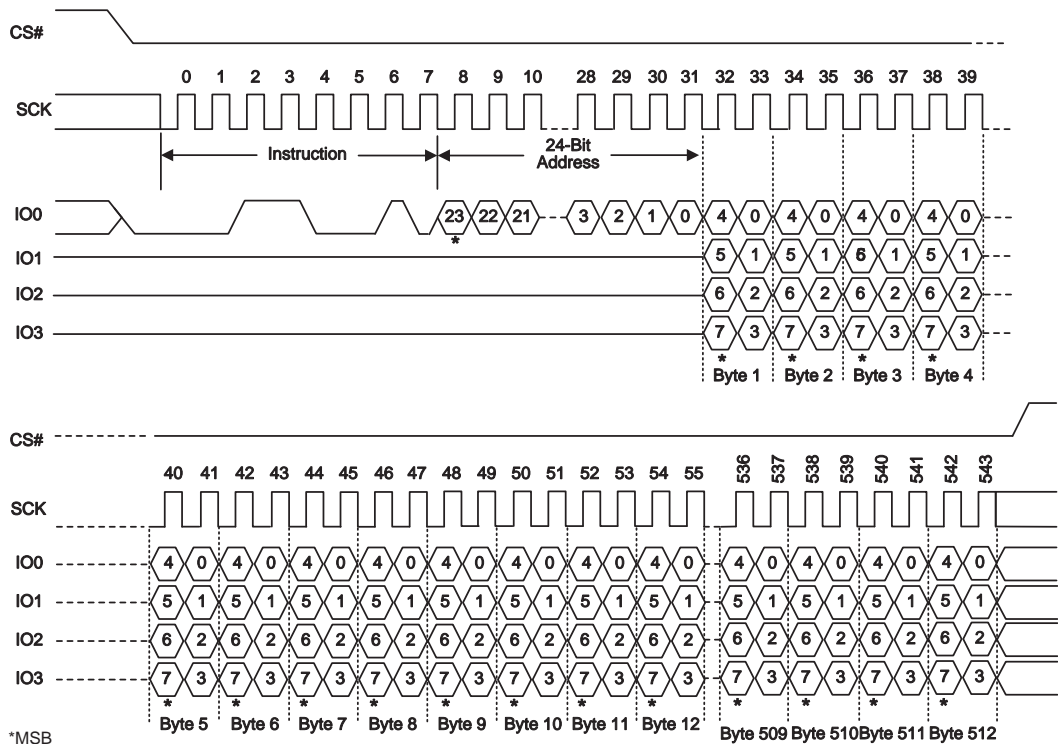 CS#
0 1 2 3 4 5 6 7 8 9 10 28 29 30 31 32 33 34 35 36 37 38 39
SCK
Instruction
24-Bit
Address
IO0 23 22 21 3 2 1 0 4 0 4 0 4 0 4 0
*
IO1 5 1 5 1 6 1 5 1
IO2 6 2 6 2 6 2 6 2
IO3 7 3 7 3 7 3 7 3
* * * *
Byte 1 Byte 2 Byte 3 Byte 4
CS#
40 41 42 43 44 45 46 47 48 49 50 51 52 53 54 55 536 537 538 539 540 541 542 543
SCK
IO0 4 0 4 0 4 0 4 0 4 0 4 0 4 0 4 0 4 0 4 0 4 0 4 0
IO1 5 1 5 1 5 1 5 1 5 1 5 1 5 1 5 1 5 1 5 1 5 1 5 1
IO2 6 2 6 2 6 2 6 2 6 2 6 2 6 2 6 2 6 2 6 2 6 2 6 2
IO3 7 3 7 3 7 3 7 3 7 3 7 3 7 3 7 3 7 3 7 3 7 3 7 3
* * * * * * * * * * * *
Byte 5 Byte 6 Byte 7 Byte 8 Byte 9 Byte 10 Byte 11 Byte 12 Byte 509 Byte 510 Byte 511 Byte 512
*MSB